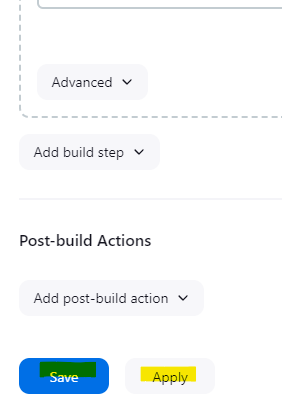 Advanced
Add build step
Post-build Actions
Add post-build action
Save
Apply